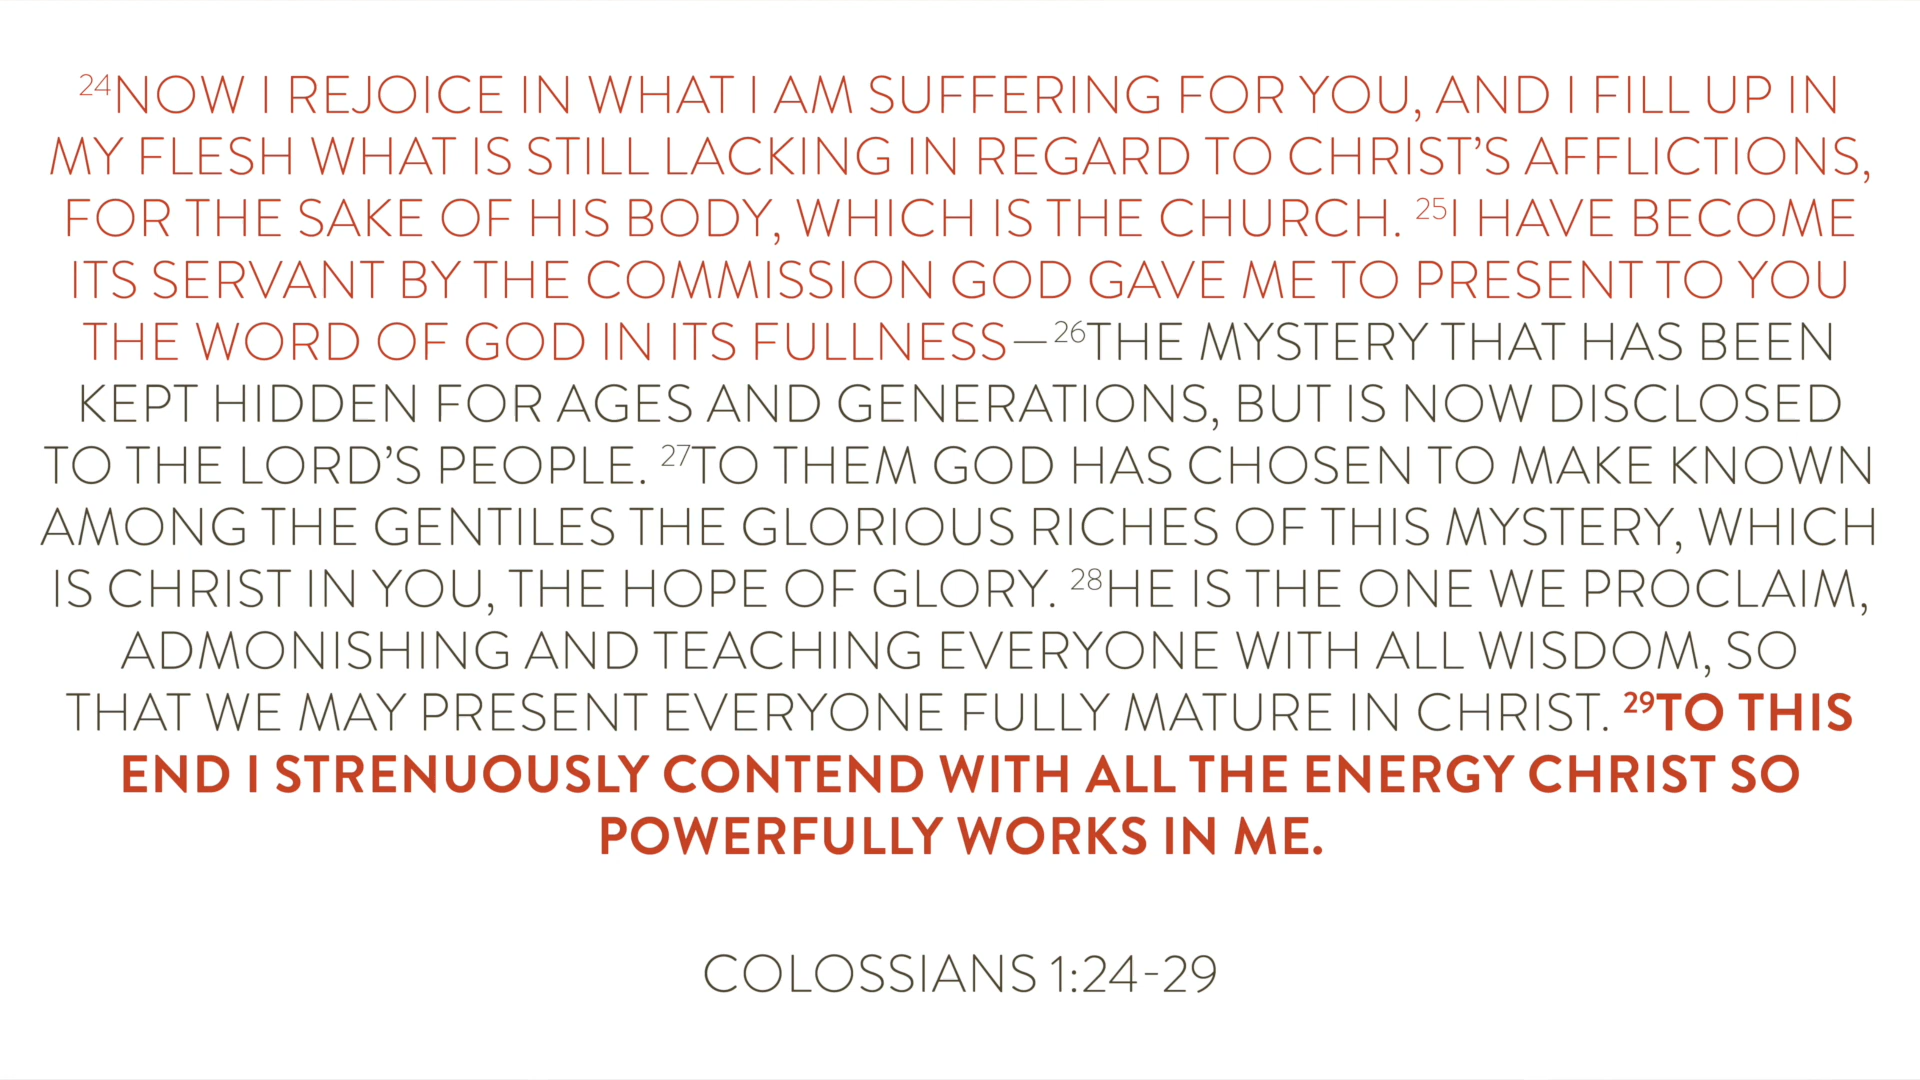 24NOW I REJOICE IN WHAT I AM SUFFERING FOR YOU, AND I FILL UP IN
MY FLESH WHAT IS STILL LACKING IN REGARD TO CHRIST’S AFFLICTIONS,
FOR THE SAKE OF HIS BODY, WHICH IS THE CHURCH. 25I HAVE BECOME
ITS SERVANT BY THE COMMISSION GOD GAVE ME TO PRESENT TO YOU
THE WORD OF GOD IN ITS FULLNESS—26THE MYSTERY THAT HAS BEEN
KEPT HIDDEN FOR AGES AND GENERATIONS, BUT IS NOW DISCLOSED
TO THE LORD’S PEOPLE. 27TO THEM GOD HAS CHOSEN TO MAKE KNOWN
AMONG THE GENTILES THE GLORIOUS RICHES OF THIS MYSTERY, WHICH
IS CHRIST IN YOU, THE HOPE OF GLORY. 28HE IS THE ONE WE PROCLAIM,
ADMONISHING AND TEACHING EVERYONE WITH ALL WISDOM, SO
THAT WE MAY PRESENT EVERYONE FULLY MATURE IN CHRIST. 29TO THIS
END I STRENUOUSLY CONTEND WITH ALL THE ENERGY CHRIST SO
POWERFULLY WORKS IN ME.
COLOSSIANS 1:24-29